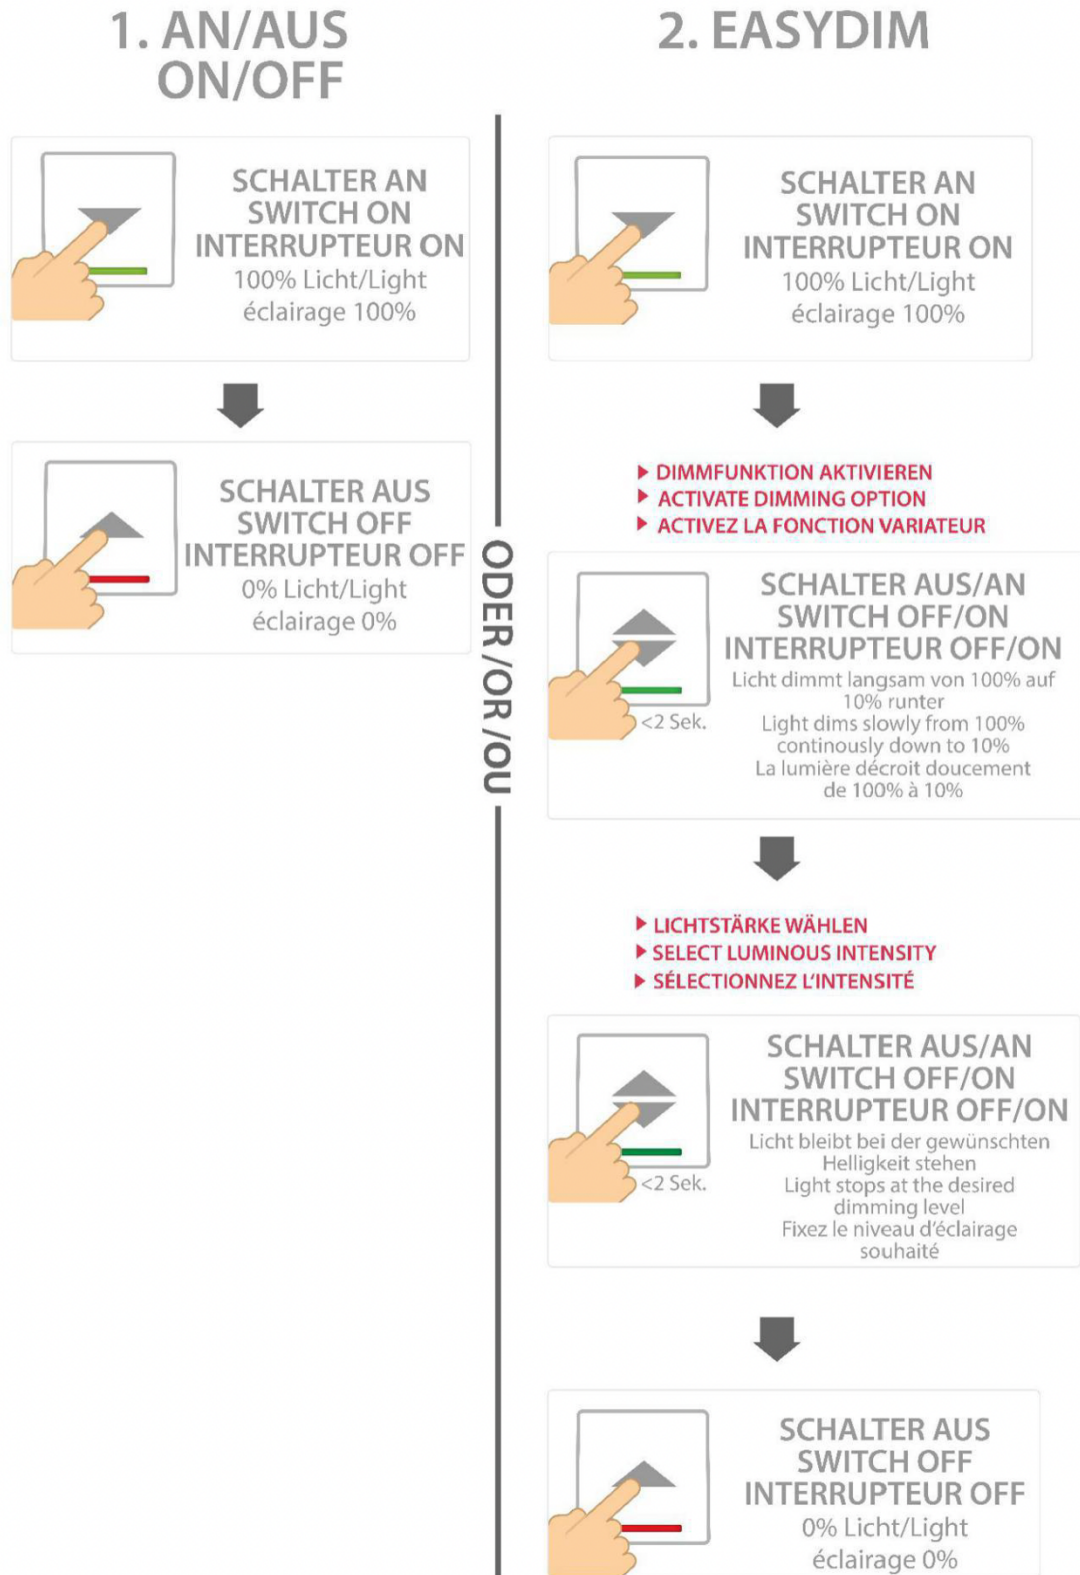 1. AN/AUS
ON/OFF
SCHALTER AN
SWITCH ON
INTERRUPTEUR ON
100% Licht/Light
éclairage 100%
SCHALTER AUS
SWITCH OFF
INTERRUPTEUR OFF
0% Licht/Light
éclairage 0%
ODER /OR /OU
2. EASYDIM
SCHALTER AN
SWITCH ON
INTERRUPTEUR ON
100% Licht/Light
éclairage 100%
DIMMFUNKTION AKTIVIEREN
ACTIVATE DIMMING OPTION
ACTIVEZ LA FONCTION VARIATEUR
SCHALTER AUS/AN
SWITCH OFF/ON
INTERRUPTEUR OFF/ON
Licht dimmt langsam von 100% auf
10% runter
Light dims slowly from 100%
continously down to 10%
La lumière décroit doucement
de 100% à 10%
<2 Sek.
LICHTSTÄRKE WÄHLEN
SELECT LUMINOUS INTENSITY
SÉLECTIONNEZ L'INTENSITÉ
SCHALTER AUS/AN
SWITCH OFF/ON
INTERRUPTEUR OFF/ON
Licht bleibt bei der gewünschten
Helligkeit stehen
Light stops at the desired
dimming level
Fixez le niveau d'éclairage
souhaité
<2 Sek.
SCHALTER AUS
SWITCH OFF
INTERRUPTEUR OFF
0% Licht/Light
éclairage 0%